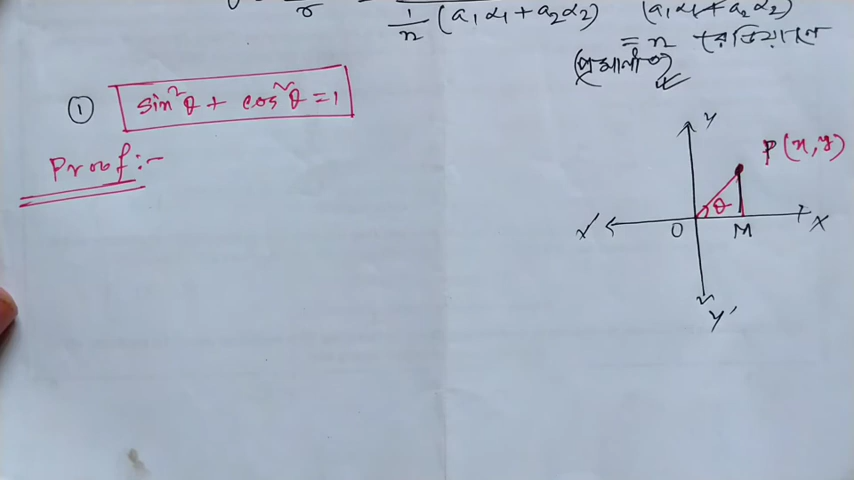 1/n (a₁α₁ + a₂α₂)
(a₁α₁ + a₂α₂)
= n রেডিয়ানে
(প্রমাণিত)
① sin²θ + cos²θ = 1
Proof:-
Y
P(x, y)
θ
X' O M X
Y'